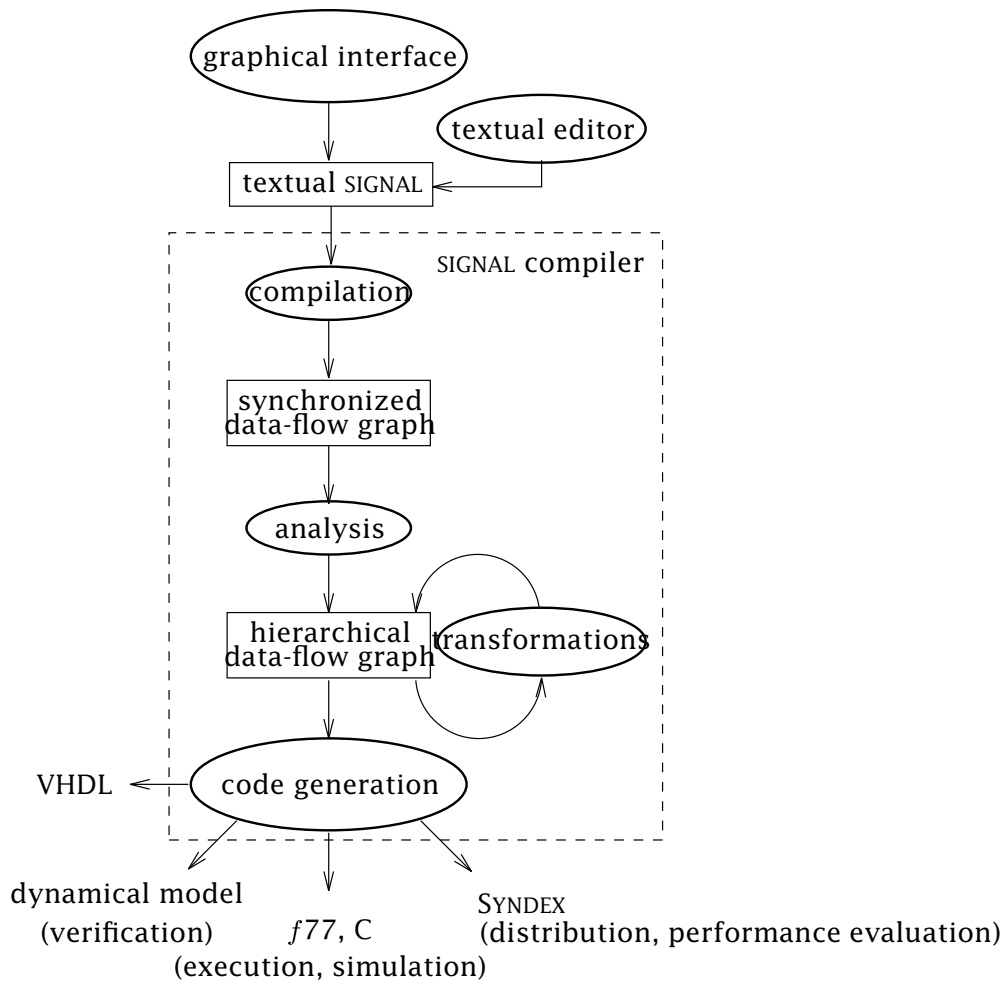 graphical interface
textual editor
textual SIGNAL
SIGNAL compiler
compilation
synchronized
data-flow graph
analysis
hierarchical
data-flow graph
transformations
VHDL
code generation
dynamical model
(verification)
f77, C
(execution, simulation)
SYNDEX
(distribution, performance evaluation)